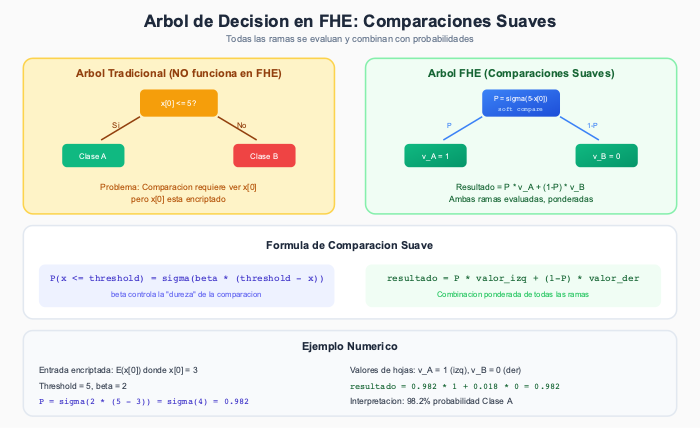 Arbol de Decision en FHE: Comparaciones Suaves
Todas las ramas se evaluan y combinan con probabilidades
Arbol Tradicional (NO funciona en FHE)
x[0] <= 5?
Sí
No
Clase A
Clase B
Problema: Comparacion requiere ver x[0]
pero x[0] esta encriptado
Arbol FHE (Comparaciones Suaves)
P = sigma(5-x[0])
soft compare
P
1-P
v_A = 1
v_B = 0
Resultado = P * v_A + (1-P) * v_B
Ambas ramas evaluadas, ponderadas
Formula de Comparacion Suave
P(x <= threshold) = sigma(beta * (threshold - x))
beta controla la "dureza" de la comparacion
resultado = P * valor_izq + (1-P) * valor_der
Combinacion ponderada de todas las ramas
Ejemplo Numerico
Entrada encriptada: E(x[0]) donde x[0] = 3
Threshold = 5, beta = 2
P = sigma(2 * (5 - 3)) = sigma(4) = 0.982
Valores de hojas: v_A = 1 (izq), v_B = 0 (der)
resultado = 0.982 * 1 + 0.018 * 0 = 0.982
Interpretacion: 98.2% probabilidad Clase A